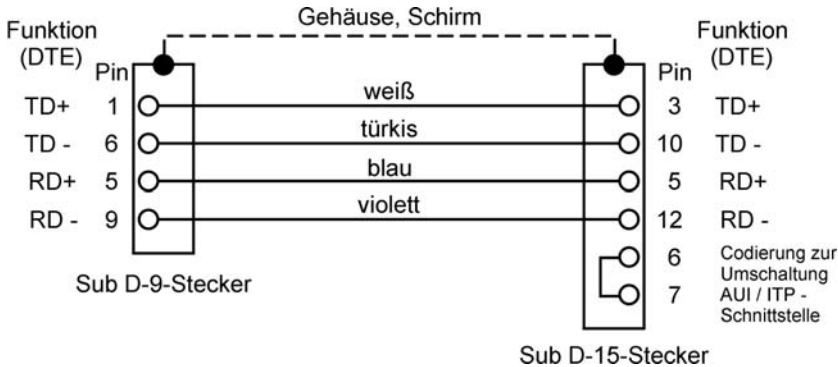 Gehäuse, Schirm
Funktion
(DTE)
Pin
Pin
Funktion
(DTE)
TD+ 1 weiß 3 TD+
TD - 6 türkis 10 TD -
RD+ 5 blau 5 RD+
RD - 9 violett 12 RD -
6 Codierung zur
Umschaltung
7 AUI / ITP -
Schnittstelle
Sub D-9-Stecker
Sub D-15-Stecker